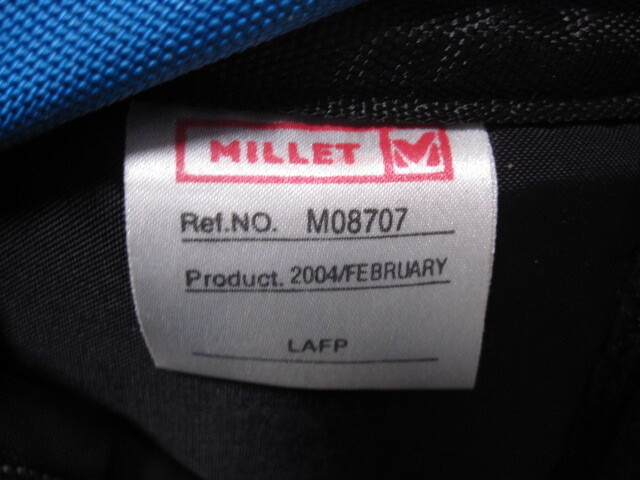 MILLET M
Ref.NO. M08707
Product. 2004/FEBRUARY
LAFP